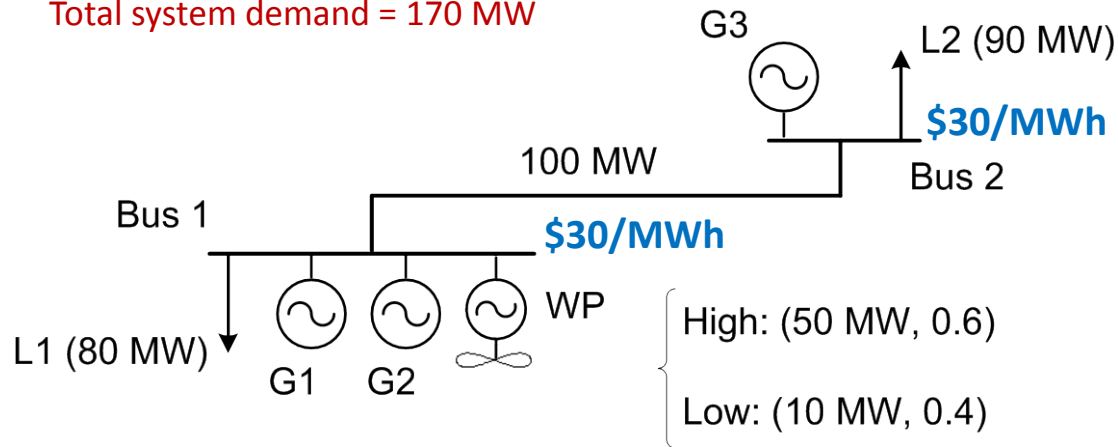 Total system demand = 170 MW
G3
L2 (90 MW)
$30/MWh
100 MW
Bus 2
Bus 1
$30/MWh
WP
High: (50 MW, 0.6)
L1 (80 MW)
G1
G2
Low: (10 MW, 0.4)